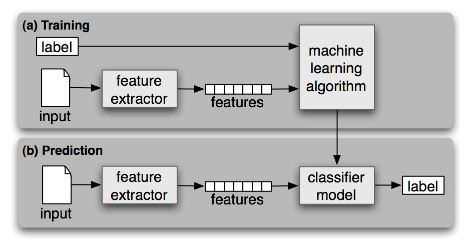 (a) Training
label
input
feature
extractor
features
machine
learning
algorithm
(b) Prediction
input
feature
extractor
features
classifier
model
label